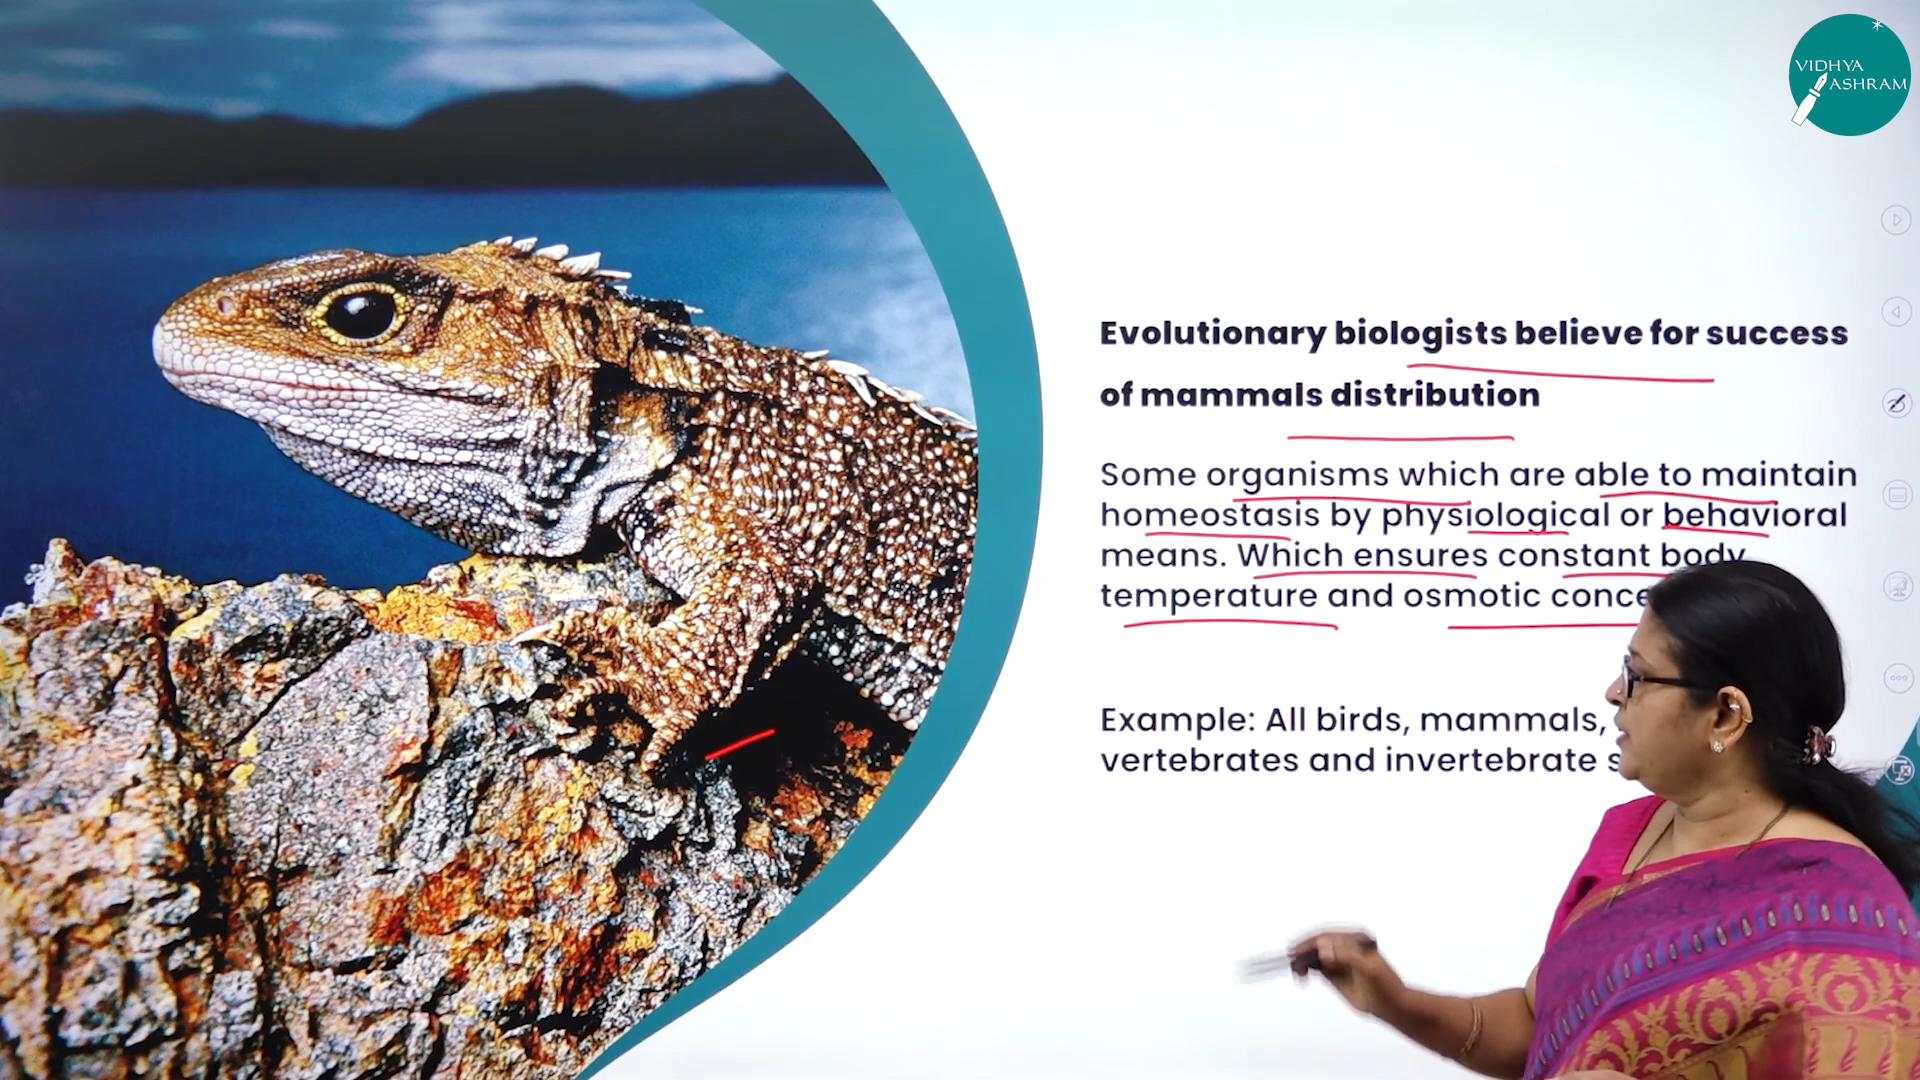 VIDHYA
ASHRAM
Evolutionary biologists believe for success
of mammals distribution
Some organisms which are able to maintain
homeostasis by physiological or behavioral
means. Which ensures constant body
temperature and osmotic
Example: All birds, mammals,
vertebrates and invertebrate